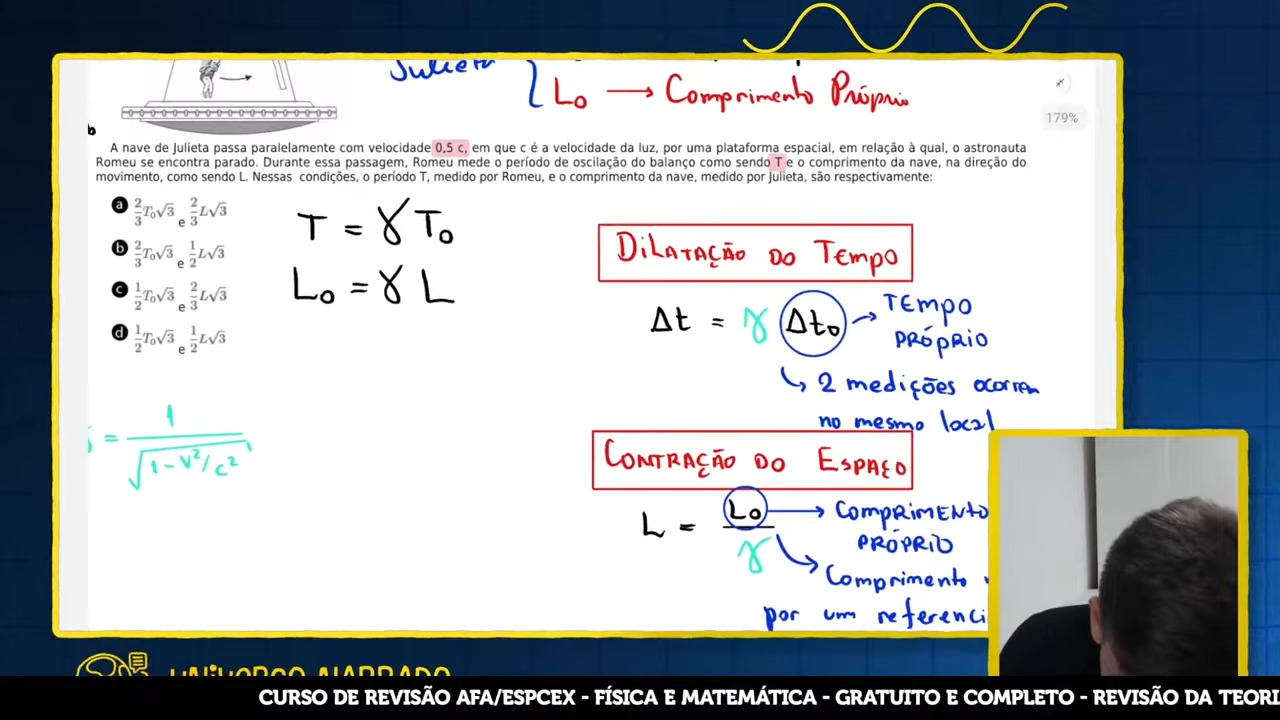 Julieta
L₀ → Comprimento Próprio
179%
A nave de Julieta passa paralelamente com velocidade 0,5 c, em que c é a velocidade da luz, por uma plataforma espacial, em relação à qual, o astronauta
Romeu se encontra parado. Durante essa passagem, Romeu mede o período de oscilação do balanço como sendo T e o comprimento da nave, na direção do
movimento, como sendo L. Nessas condições, o período T, medido por Romeu, e o comprimento da nave, medido por Julieta, são respectivamente:
a 2/3 T₀√3 e 2/3 L√3
b 2/3 T₀√3 e 1/2 L√3
c 1/2 T₀√3 e 2/3 L√3
d 1/2 T₀√3 e 1/2 L√3
T = γ T₀
L₀ = γ L
= 1/√(1-v²/c²)
DILATAÇÃO DO TEMPO
Δt = γ Δt₀ → TEMPO
PRÓPRIO
↳ 2 medições ocorrem
no mesmo local
CONTRAÇÃO DO ESPAÇO
L = L₀/γ → COMPRIMENTO
PRÓPRIO
Comprimento
por um referenci
UNIVERSO NARRADO
CURSO DE REVISÃO AFA/ESPCEX - FÍSICA E MATEMÁTICA - GRATUITO E COMPLETO - REVISÃO DA TEORI